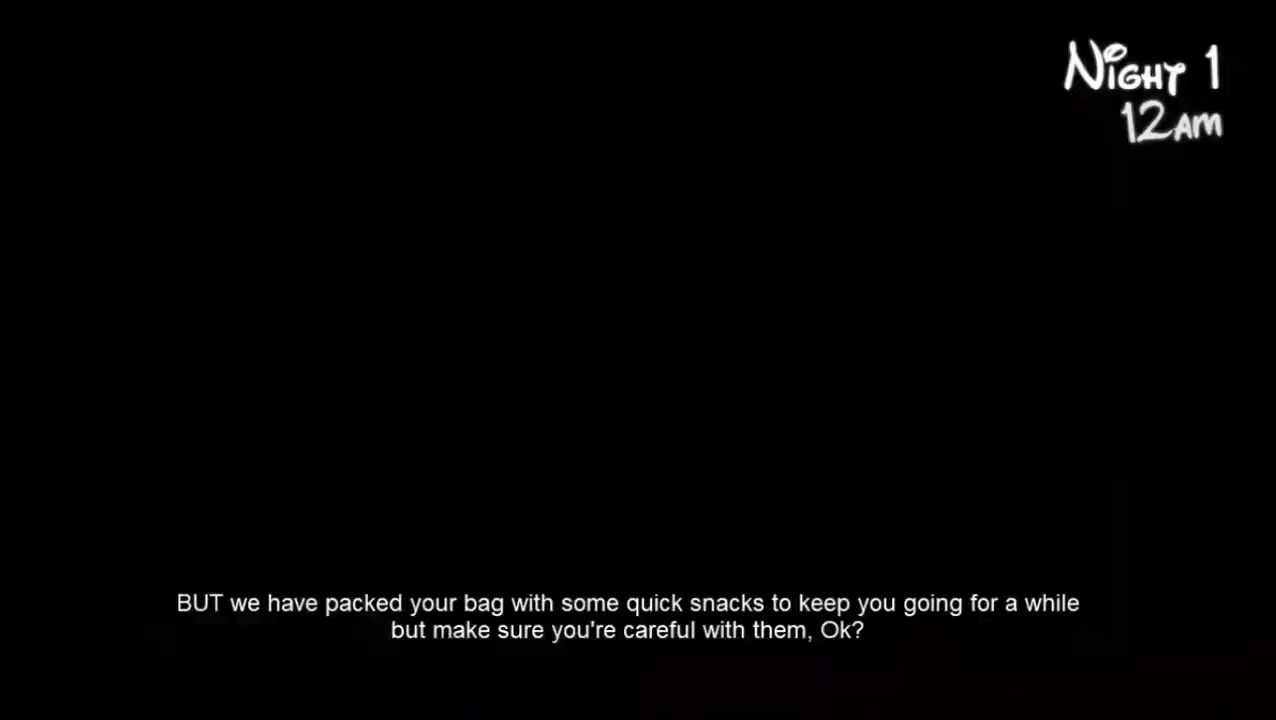 Night 1
12am
BUT we have packed your bag with some quick snacks to keep you going for a while
but make sure you're careful with them, Ok?